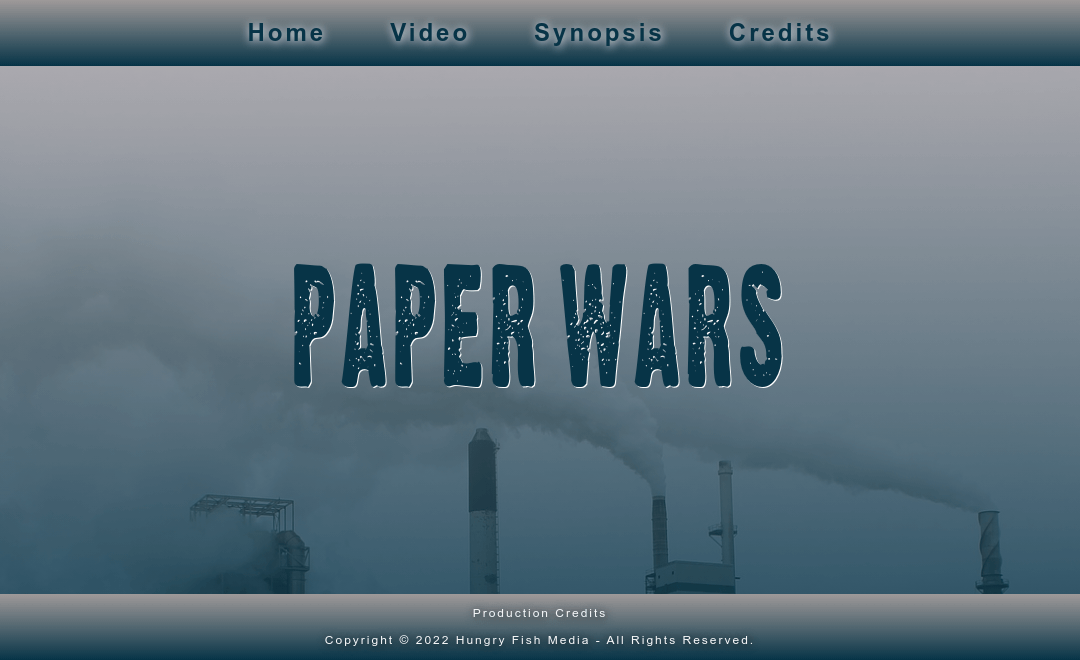 Home Video Synopsis Credits
PAPER WARS
Production Credits
Copyright © 2022 Hungry Fish Media - All Rights Reserved.